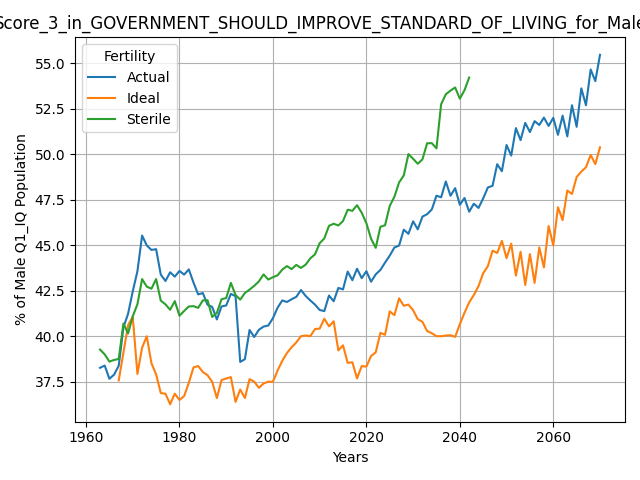 Score_3_in_GOVERNMENT_SHOULD_IMPROVE_STANDARD_OF_LIVING_for_Male
Fertility
Actual
Ideal
Sterile
% of Male Q1_IQ Population
55.0
52.5
50.0
47.5
45.0
42.5
40.0
37.5
1960 1980 2000 2020 2040 2060
Years